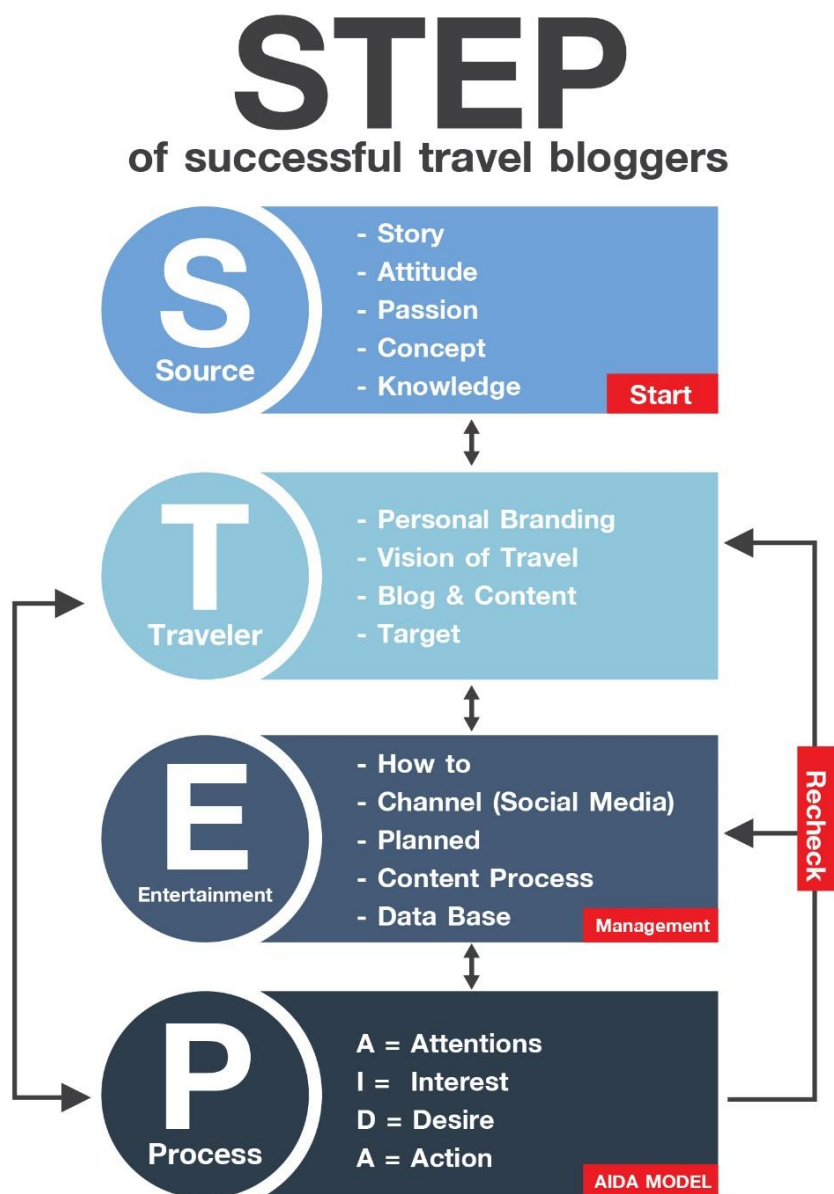 STEP
of successful travel bloggers
S
Source
- Story
- Attitude
- Passion
- Concept
- Knowledge
Start
T
Traveler
- Personal Branding
- Vision of Travel
- Blog & Content
- Target
E
Entertainment
- How to
- Channel (Social Media)
- Planned
- Content Process
- Data Base
Management
Recheck
P
Process
A = Attentions
I = Interest
D = Desire
A = Action
AIDA MODEL